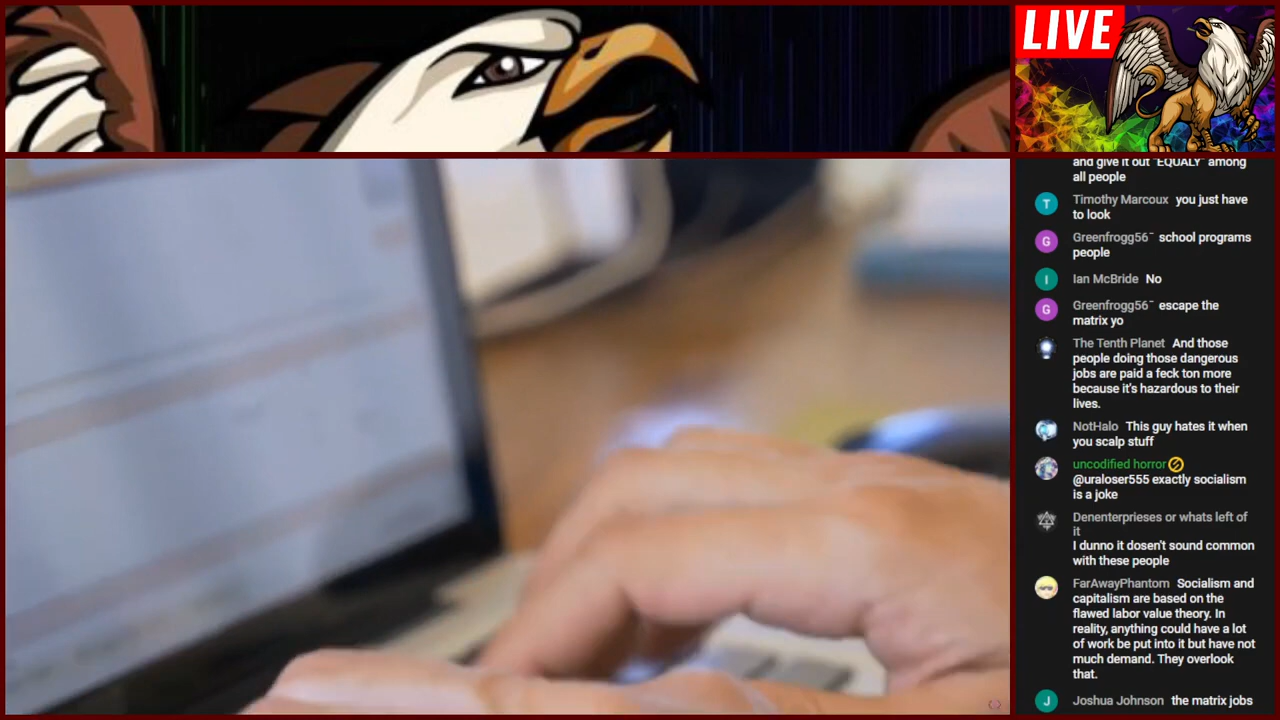 LIVE
and give it out "EQUALY" among
all people
T
Timothy Marcoux you just have
to look
G
Greenfrogg56~ school programs
people
I
Ian McBride No
G
Greenfrogg56~ escape the
matrix yo
The Tenth Planet And those
people doing those dangerous
jobs are paid a feck ton more
because it's hazardous to their
lives.
NotHalo This guy hates it when
you scalp stuff
uncodified horror
@uraloser555 exactly socialism
is a joke
Denenterprieses or whats left of
it
I dunno it dosen't sound common
with these people
FarAwayPhantom Socialism and
capitalism are based on the
flawed labor value theory. In
reality, anything could have a lot
of work be put into it but have not
much demand. They overlook
that.
J
Joshua Johnson the matrix jobs